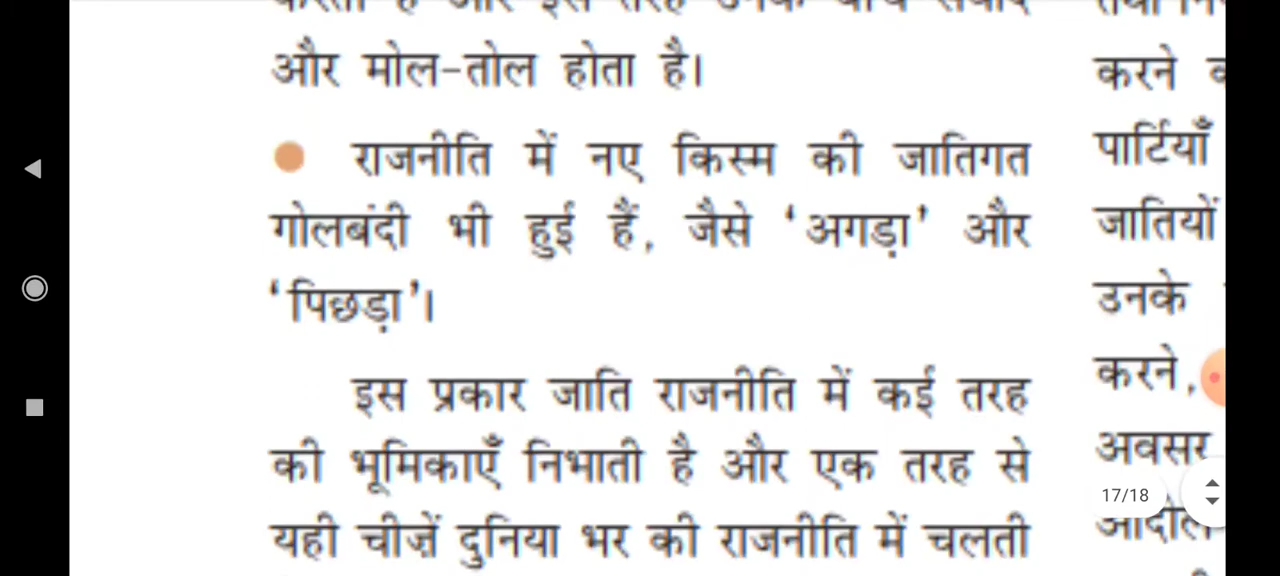 और मोल-तोल होता है।
● राजनीति में नए किस्म की जातिगत
गोलबंदी भी हुई हैं, जैसे ‘अगड़ा’ और
‘पिछड़ा’।
इस प्रकार जाति राजनीति में कई तरह
की भूमिकाएँ निभाती है और एक तरह से
यही चीज़ें दुनिया भर की राजनीति में चलती
करने
पार्टियाँ
जातियों
उनके
करने,
अवसर
17/18